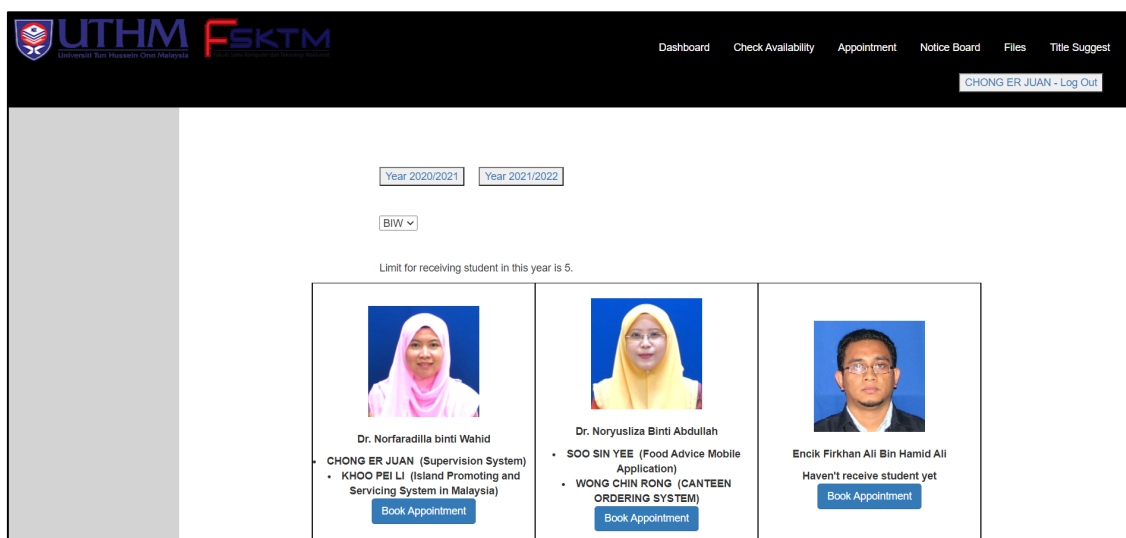 UTHM
Universiti Tun Hussein Onn Malaysia
FSKTM
Dashboard Check Availability Appointment Notice Board Files Title Suggest
CHONG ER JUAN - Log Out
Year 2020/2021 Year 2021/2022
BIW
Limit for receiving student in this year is 5.
Dr. Norfaradilla binti Wahid
• CHONG ER JUAN (Supervision System)
• KHOO PEI LI (Island Promoting and
Servicing System in Malaysia)
Book Appointment
Dr. Noryusliza Binti Abdullah
• SOO SIN YEE (Food Advice Mobile
Application)
• WONG CHIN RONG (CANTEEN
ORDERING SYSTEM)
Book Appointment
Encik Firkhan Ali Bin Hamid Ali
Haven't receive student yet
Book Appointment